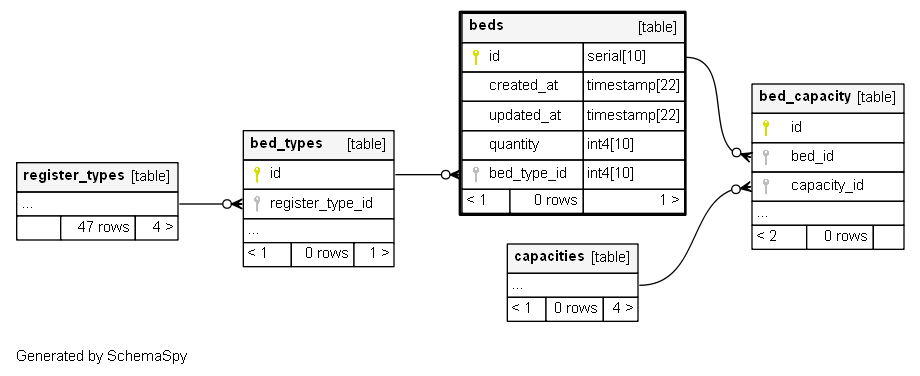 beds [table]
id serial[10]
created_at timestamp[22]
updated_at timestamp[22]
quantity int4[10]
bed_type_id int4[10]
< 1 0 rows 1 >
bed_capacity [table]
id
bed_id
capacity_id
...
< 2 0 rows
bed_types [table]
id
register_type_id
...
< 1 0 rows 1 >
register_types [table]
...
47 rows 4 >
capacities [table]
...
< 1 0 rows 4 >
Generated by SchemaSpy